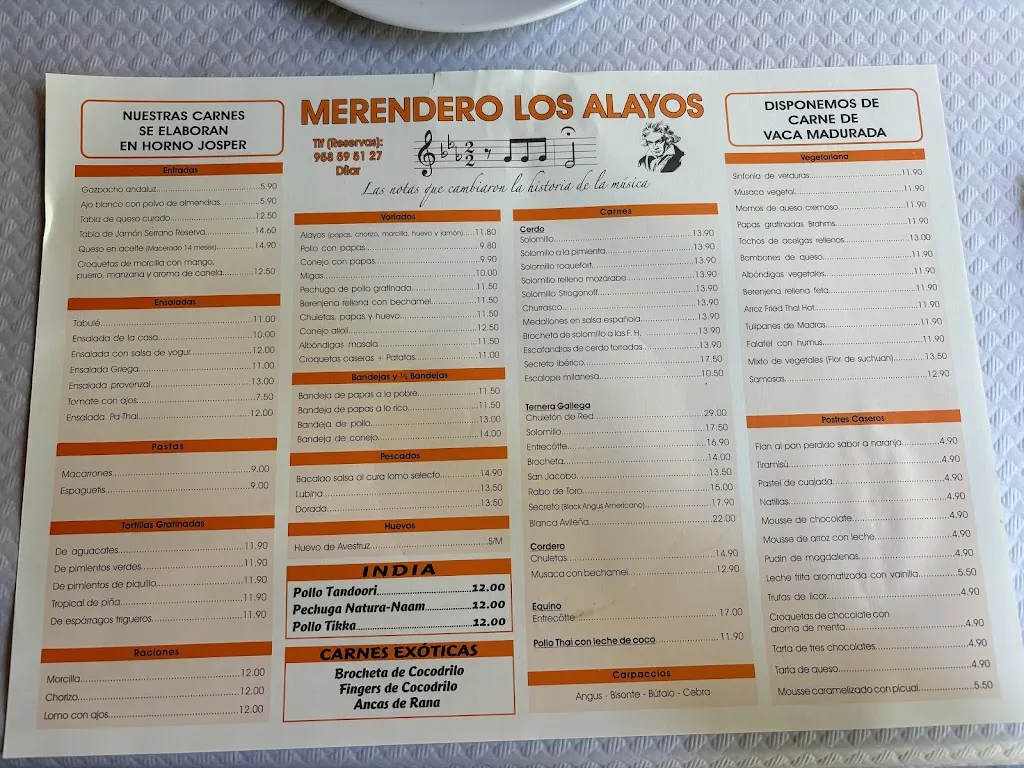 NUESTRAS CARNES
SE ELABORAN
EN HORNO JOSPER
MERENDERO LOS ALAYOS
Tlf (Reservas):
958 59 51 27
Dílar
Las notas que cambiaron la historia de la música
DISPONEMOS DE
CARNE DE
VACA MADURADA
Entradas
Gazpacho andaluz 5.90
Ajo blanco con polvo de almendras 5.90
Tabla de queso curado 12.50
Tabla de Jamón Serrano Reserva 14.60
Queso en aceite (Macerado 14 meses) 14.90
Croquetas de morcilla con mango,
puerro, manzana y aroma de canela 12.50
Ensaladas
Tabulé 11.00
Ensalada de la casa 10.00
Ensalada con salsa de yogur 12.00
Ensalada Griega 11.00
Ensalada provenzal 13.00
Tomate con ajos 7.50
Ensalada Pa-Thai 12.00
Pastas
Macarrones 9.00
Espaguetis 9.00
Tortillas Gratinadas
De aguacates 11.90
De pimientos verdes 11.90
De pimientos de piquillo 11.90
Tropical de piña 11.90
De espárragos trigueros 11.90
Raciones
Morcilla 12.00
Chorizo 12.00
Lomo con ajos 12.00
Variados
Alayos (papas, chorizo, morcilla, huevo y jamón) 11.80
Pollo con papas 9.80
Conejo con papas 9.90
Migas 10.00
Pechuga de pollo gratinada 11.50
Berenjena rellena con bechamel 11.50
Chuletas, papas y huevo 11.50
Conejo alioli 12.50
Albóndigas masala 11.50
Croquetas caseras + Patatas 11.00
Bandejas y ½ Bandejas
Bandeja de papas a lo pobre 11.50
Bandeja de papas a lo rico 11.50
Bandeja de pollo 13.00
Bandeja de conejo 14.00
Pescados
Bacalao salsa al cura lomo selecto 14.90
Lubina 13.50
Dorada 13.50
Huevos
Huevo de Avestruz S/M
INDIA
Pollo Tandoori 12.00
Pechuga Natura-Naam 12.00
Pollo Tikka 12.00
CARNES EXÓTICAS
Brocheta de Cocodrilo
Fingers de Cocodrilo
Ancas de Rana
Carnes
Cerdo
Solomillo 13.90
Solomillo a la pimienta 13.90
Solomillo roquefort 13.90
Solomillo relleno mozárabe 13.90
Solomillo Strogonoff 13.90
Churrasco 13.90
Medallones en salsa española 13.90
Brocheta de solomillo a las F. H. 13.90
Escafandias de cerdo torradas 13.90
Secreto ibérico 17.50
Escalope milanesa 10.50
Ternera Gallega
Chuletón de Red 29.00
Solomillo 17.50
Entrecôtte 16.90
Brocheta 14.00
San Jacobo 13.50
Rabo de Toro 15.00
Secreto (Black Angus Americano) 17.90
Blanca Avileña 22.00
Cordero
Chuletas 14.90
Musaca con bechamel 12.90
Equino
Entrecôtte 17.00
Pollo Thai con leche de coco 11.90
Carpaccios
Angus - Bisonte - Búfalo - Cebra
Vegetariana
Sinfonía de verduras 11.90
Musaca vegetal 11.90
Momos de queso cremoso 11.90
Papas gratinadas Brahms 11.90
Tochos de acelgas rellenos 13.00
Bombones de queso 11.90
Albóndigas vegetales 11.90
Berenjena rellena feta 11.90
Arroz Fried Thai Hot 11.90
Tulipanes de Madras 11.90
Falafel con humus 11.90
Mixto de vegetales (Flor de suchuan) 13.50
Samosas 12.90
Postres Caseros
Flan al pan perdido sabor a naranja 4.90
Tiramisú 4.90
Pastel de cuajada 4.90
Natillas 4.90
Mousse de chocolate 4.90
Mousse de arroz con leche 4.90
Pudin de magdalenas 4.90
Leche frita aromatizada con vainilla 5.50
Trufas de licor 4.90
Croquetas de chocolate con
aroma de menta 4.90
Tarta de tres chocolates 4.90
Tarta de queso 4.90
Mousse caramelizado con picual 5.50